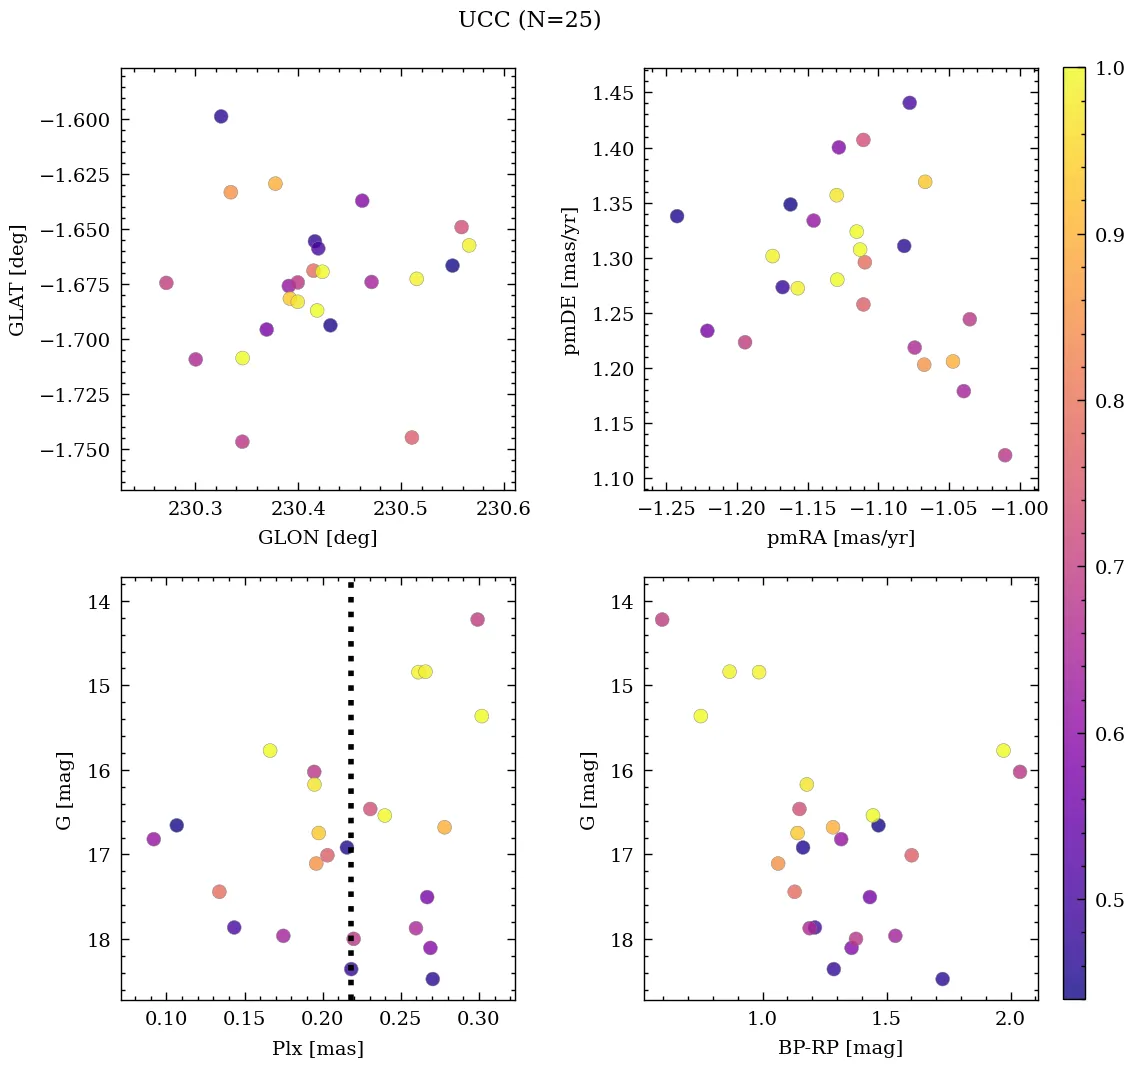 UCC (N=25)
−1.600
−1.625
−1.650
−1.675
−1.700
−1.725
−1.750
GLAT [deg]
230.3 230.4 230.5 230.6
GLON [deg]
1.45
1.40
1.35
1.30
1.25
1.20
1.15
1.10
pmDE [mas/yr]
−1.25 −1.20 −1.15 −1.10 −1.05 −1.00
pmRA [mas/yr]
14
15
16
17
18
G [mag]
0.10 0.15 0.20 0.25 0.30
Plx [mas]
14
15
16
17
18
G [mag]
1.0 1.5 2.0
BP-RP [mag]
1.0
0.9
0.8
0.7
0.6
0.5